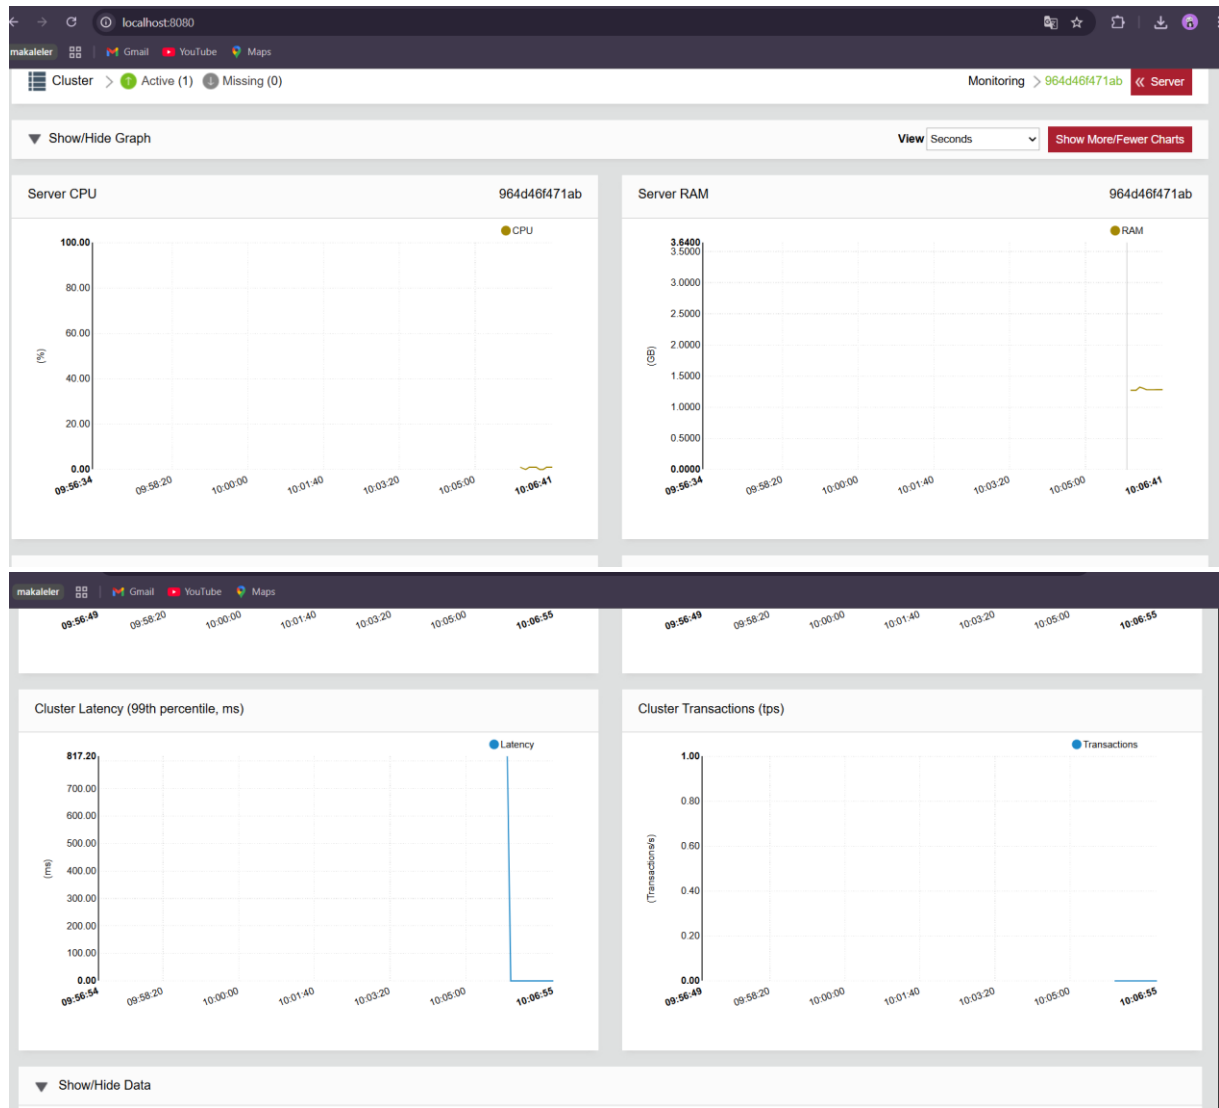 localhost:8080
makaleler Gmail YouTube Maps
Cluster Active (1) Missing (0) Monitoring 964d46f471ab « Server
Show/Hide Graph View Seconds Show More/Fewer Charts
Server CPU 964d46f471ab
CPU
100.00
80.00
60.00
40.00
20.00
0.00
(%)
09:56:34 09:58:20 10:00:00 10:01:40 10:03:20 10:05:00 10:06:41
Server RAM 964d46f471ab
RAM
3.6400
3.5000
3.0000
2.5000
2.0000
1.5000
1.0000
0.5000
0.0000
(GB)
09:56:34 09:58:20 10:00:00 10:01:40 10:03:20 10:05:00 10:06:41
makaleler Gmail YouTube Maps
09:56:49 09:58:20 10:00:00 10:01:40 10:03:20 10:05:00 10:06:55
09:56:49 09:58:20 10:00:00 10:01:40 10:03:20 10:05:00 10:06:55
Cluster Latency (99th percentile, ms)
Latency
817.20
700.00
600.00
500.00
400.00
300.00
200.00
100.00
0.00
(ms)
09:56:54 09:58:20 10:00:00 10:01:40 10:03:20 10:05:00 10:06:55
Cluster Transactions (tps)
Transactions
1.00
0.80
0.60
0.40
0.20
0.00
(Transactions/s)
09:56:49 09:58:20 10:00:00 10:01:40 10:03:20 10:05:00 10:06:55
Show/Hide Data